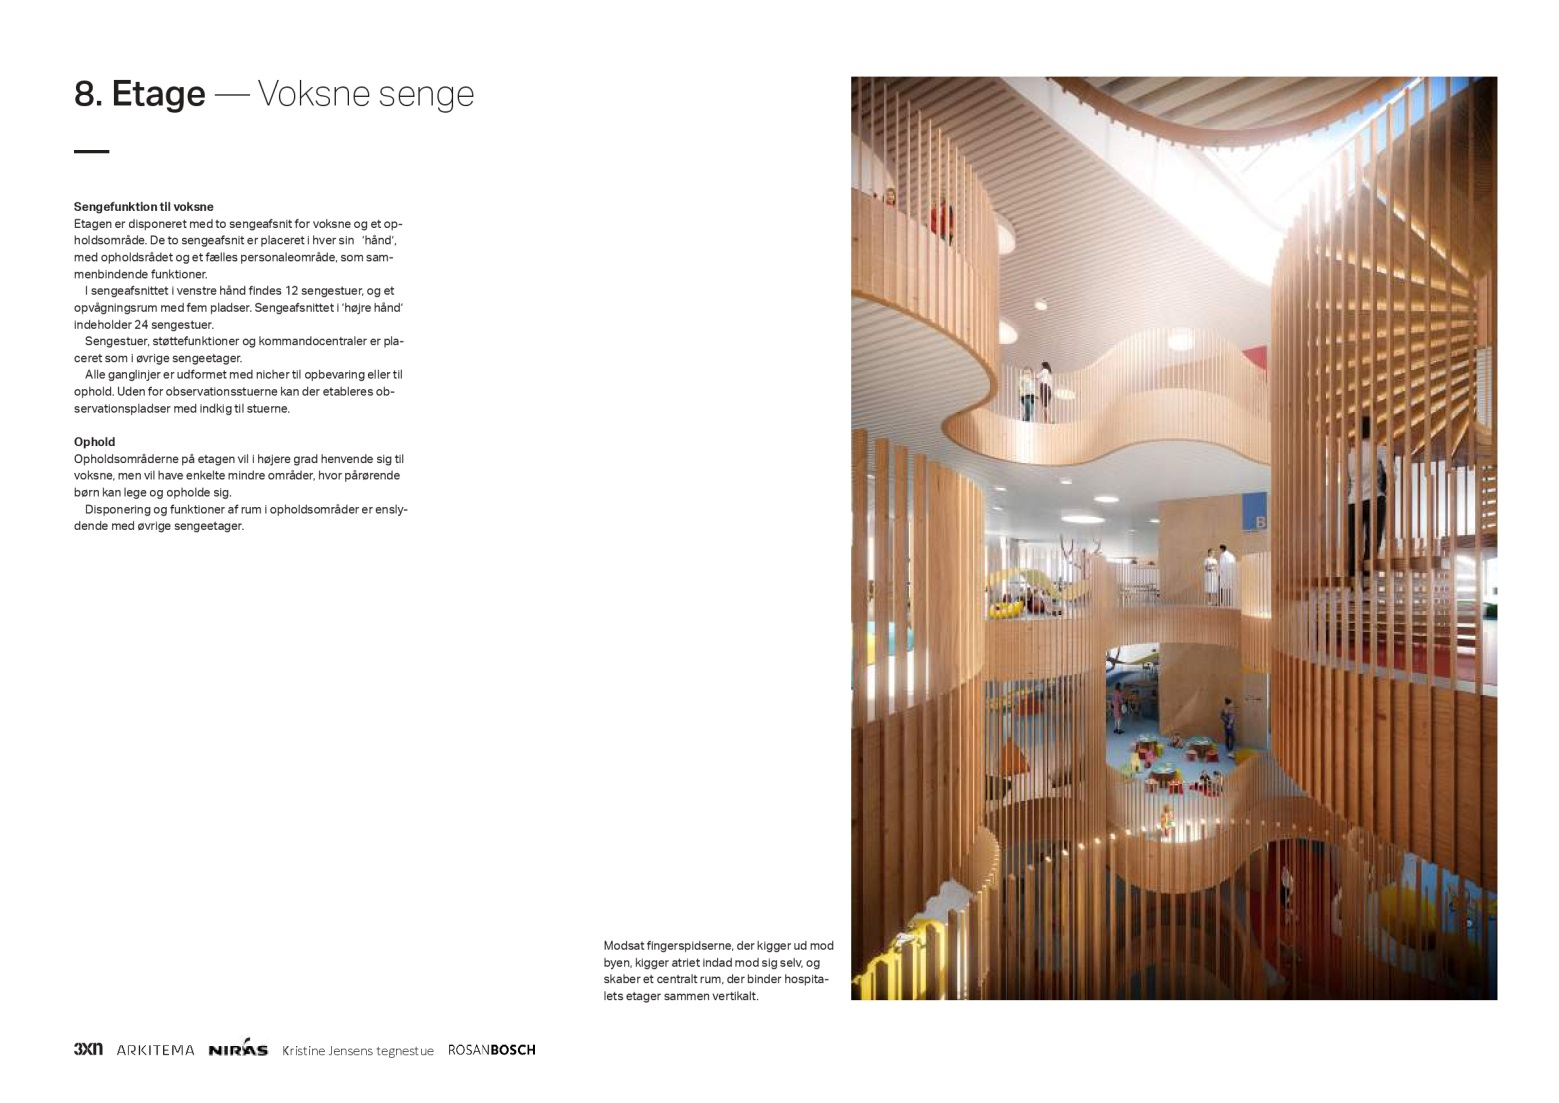 8. Etage — Voksne senge
Sengefunktion til voksne
Etagen er disponeret med to sengeafsnit for voksne og et op-
holdsområde. De to sengeafsnit er placeret i hver sin 'hånd',
med opholdsrådet og et fælles personaleområde, som sam-
menbindende funktioner.
I sengeafsnittet i venstre hånd findes 12 sengestuer, og et
opvågningsrum med fem pladser. Sengeafsnittet i 'højre hånd'
indeholder 24 sengestuer.
Sengestuer, støttefunktioner og kommandocentraler er pla-
ceret som i øvrige sengeetager.
Alle ganglinjer er udformet med nicher til opbevaring eller til
ophold. Uden for observationsstuerne kan der etableres ob-
servationspladser med indkig til stuerne.
Ophold
Opholdsområderne på etagen vil i højere grad henvende sig til
voksne, men vil have enkelte mindre områder, hvor pårørende
børn kan lege og opholde sig.
Disponering og funktioner af rum i opholdsområder er ensly-
dende med øvrige sengeetager.
B
Modsat fingerspidserne, der kigger ud mod
byen, kigger atriet indad mod sig selv, og
skaber et centralt rum, der binder hospita-
lets etager sammen vertikalt.
3XN ARKITEMA NIRAS Kristine Jensens tegnestue ROSANBOSCH